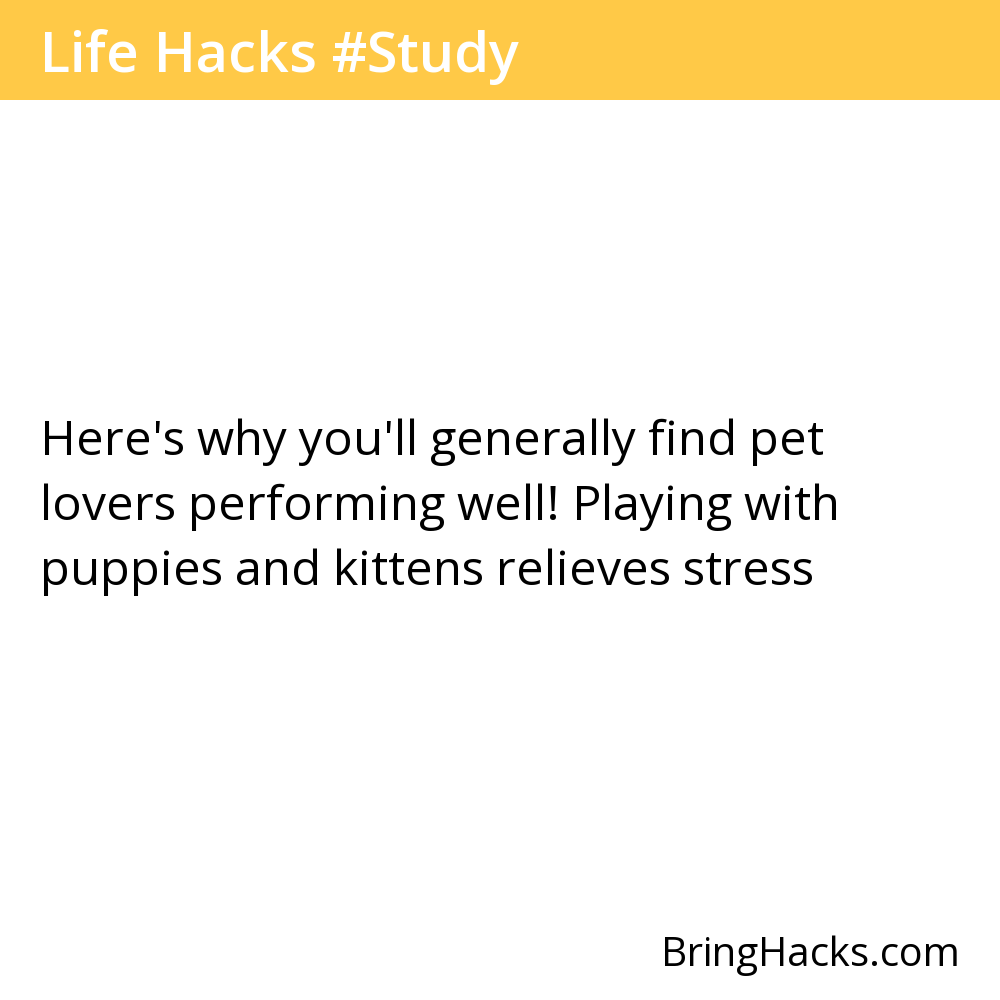 Life Hacks #Study
Here's why you'll generally find pet
lovers performing well! Playing with
puppies and kittens relieves stress
BringHacks.com